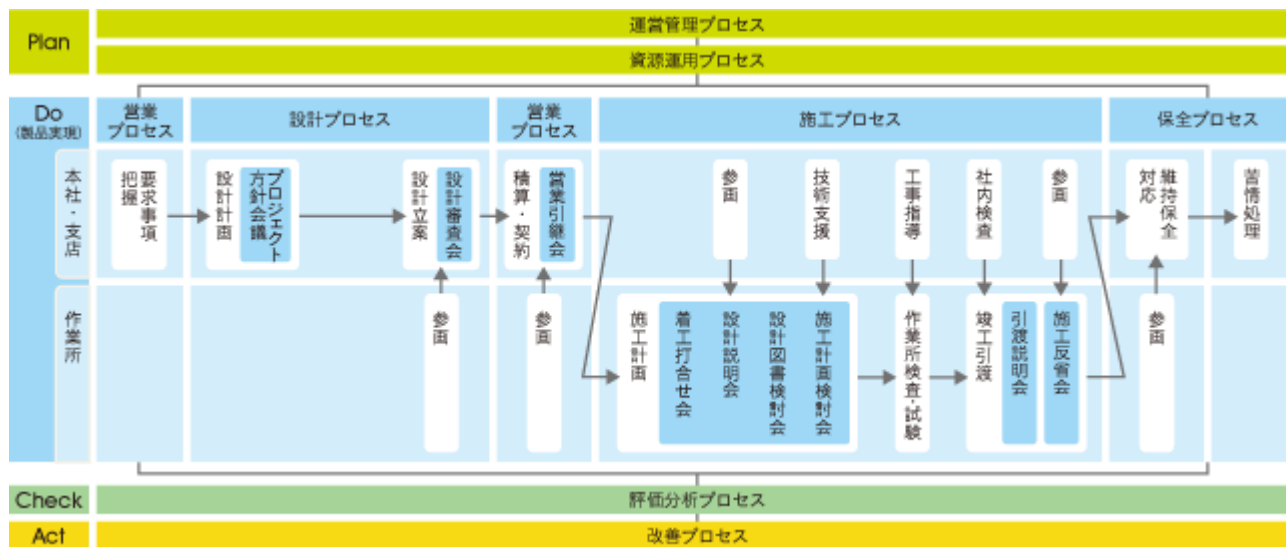 Plan
運営管理プロセス
資源運用プロセス
Do
(製品実現)
営業
プロセス
設計プロセス
営業
プロセス
施工プロセス
保全プロセス
本社・支店
要求事項
把握
設計計画
プロジェクト
方針会議
設計立案
設計審査会
積算・契約
営業引継会
参画
技術支援
工事指導
社内検査
参画
維持保全
対応
苦情処理
作業所
参画
参画
施工計画
着工打合せ会
設計説明会
設計図書検討会
施工計画検討会
作業所検査・試験
竣工引渡
引渡説明会
施工反省会
参画
Check
評価分析プロセス
Act
改善プロセス